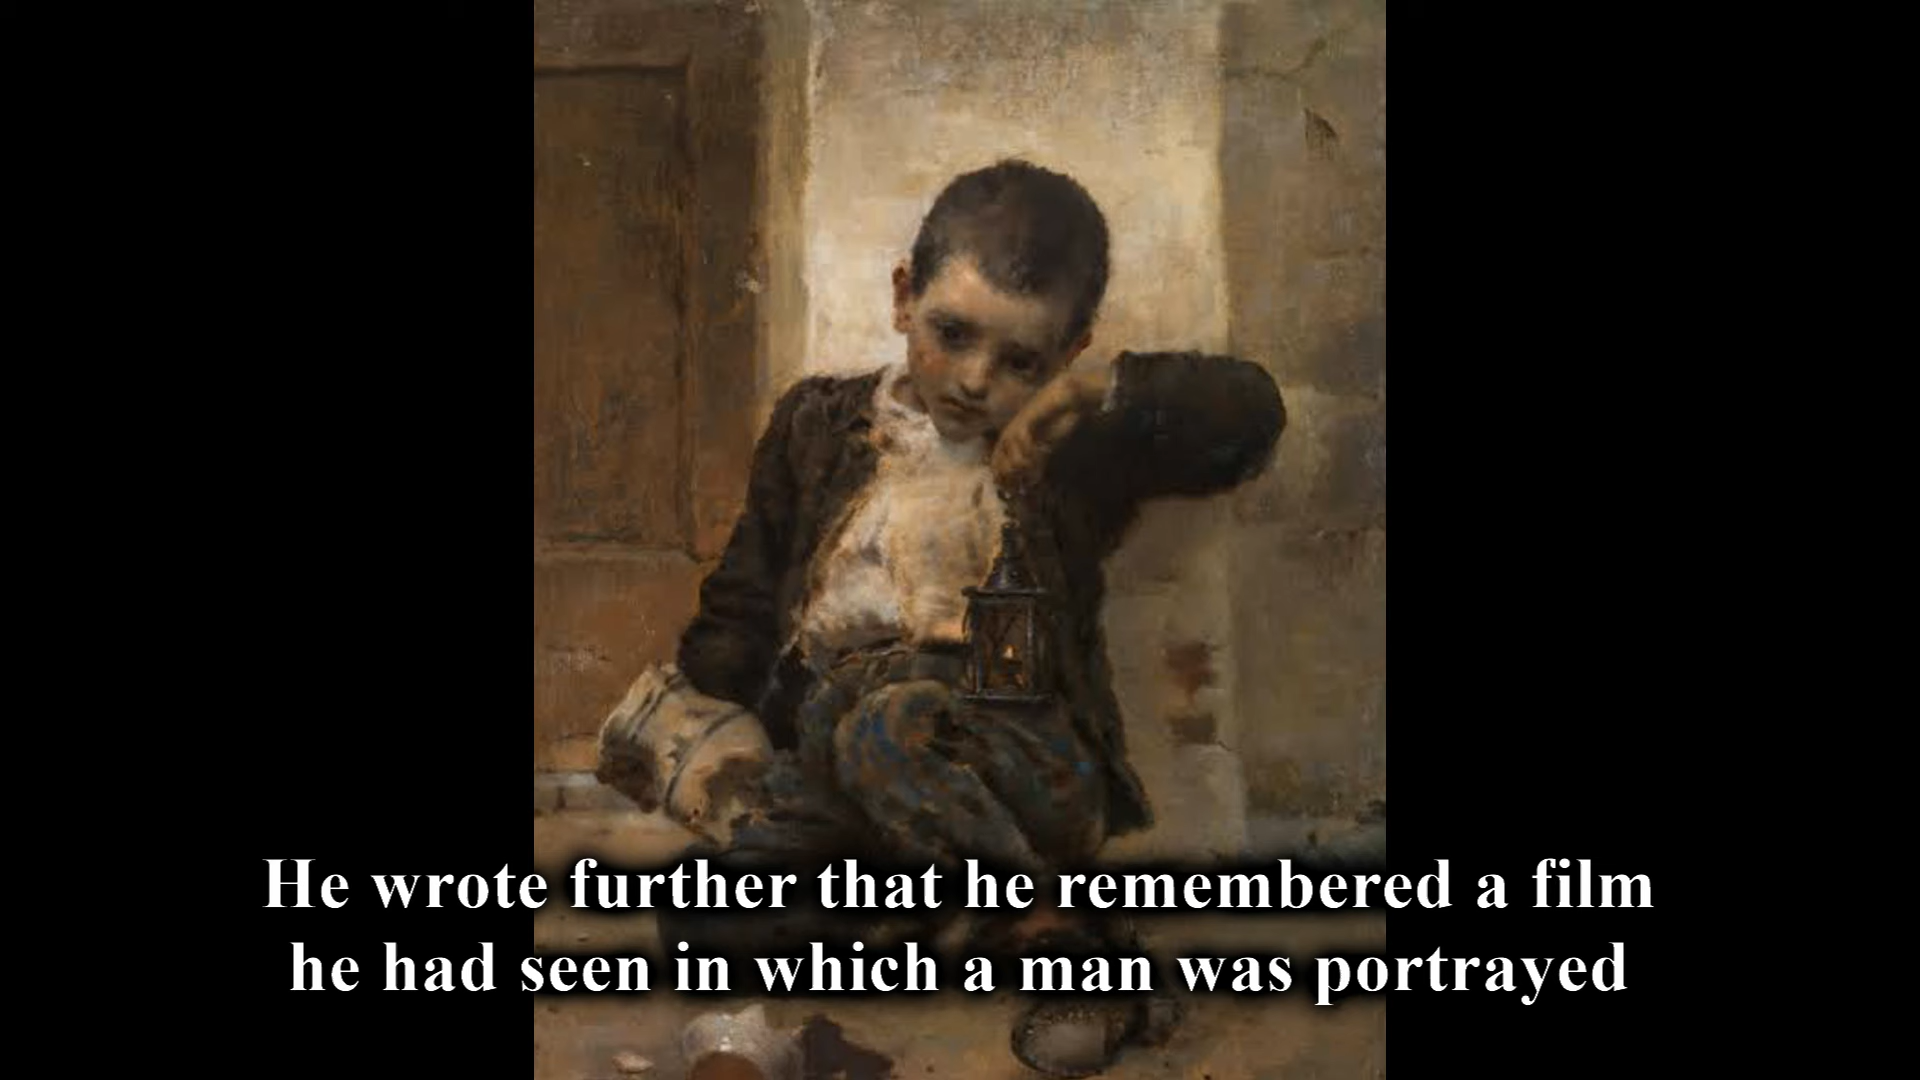 He wrote further that he remembered a film
he had seen in which a man was portrayed